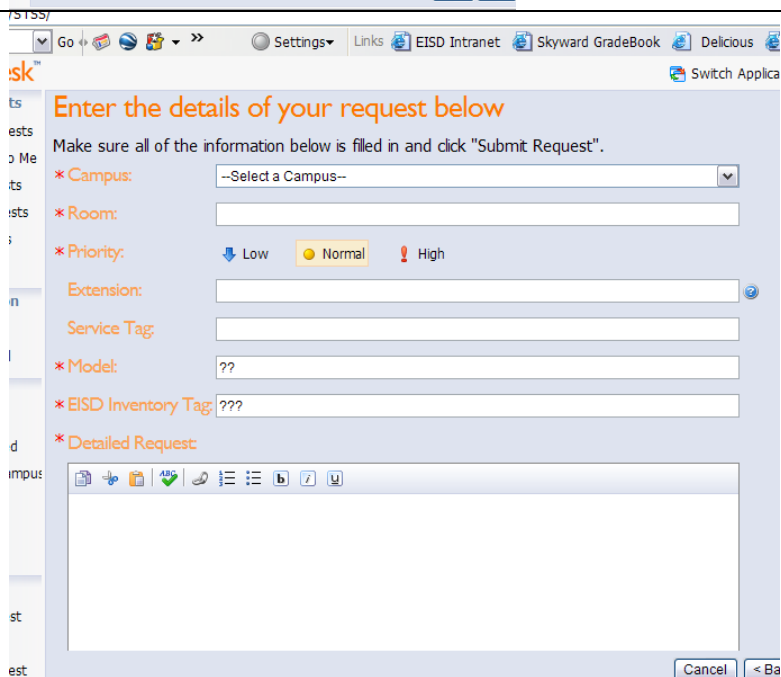 /STSS/
Go » Settings▾ Links EISD Intranet Skyward GradeBook Delicious
esk™ Switch Applica
ts
Enter the details of your request below
ests
Make sure all of the information below is filled in and click "Submit Request".
o Me
* Campus: --Select a Campus--
ts
* Room:
ests
s
* Priority: Low Normal High
Extension:
on
Service Tag:
* Model: ??
* EISD Inventory Tag: ???
* Detailed Request:
d
ampus
ABC b i u
st
est
Cancel < Ba